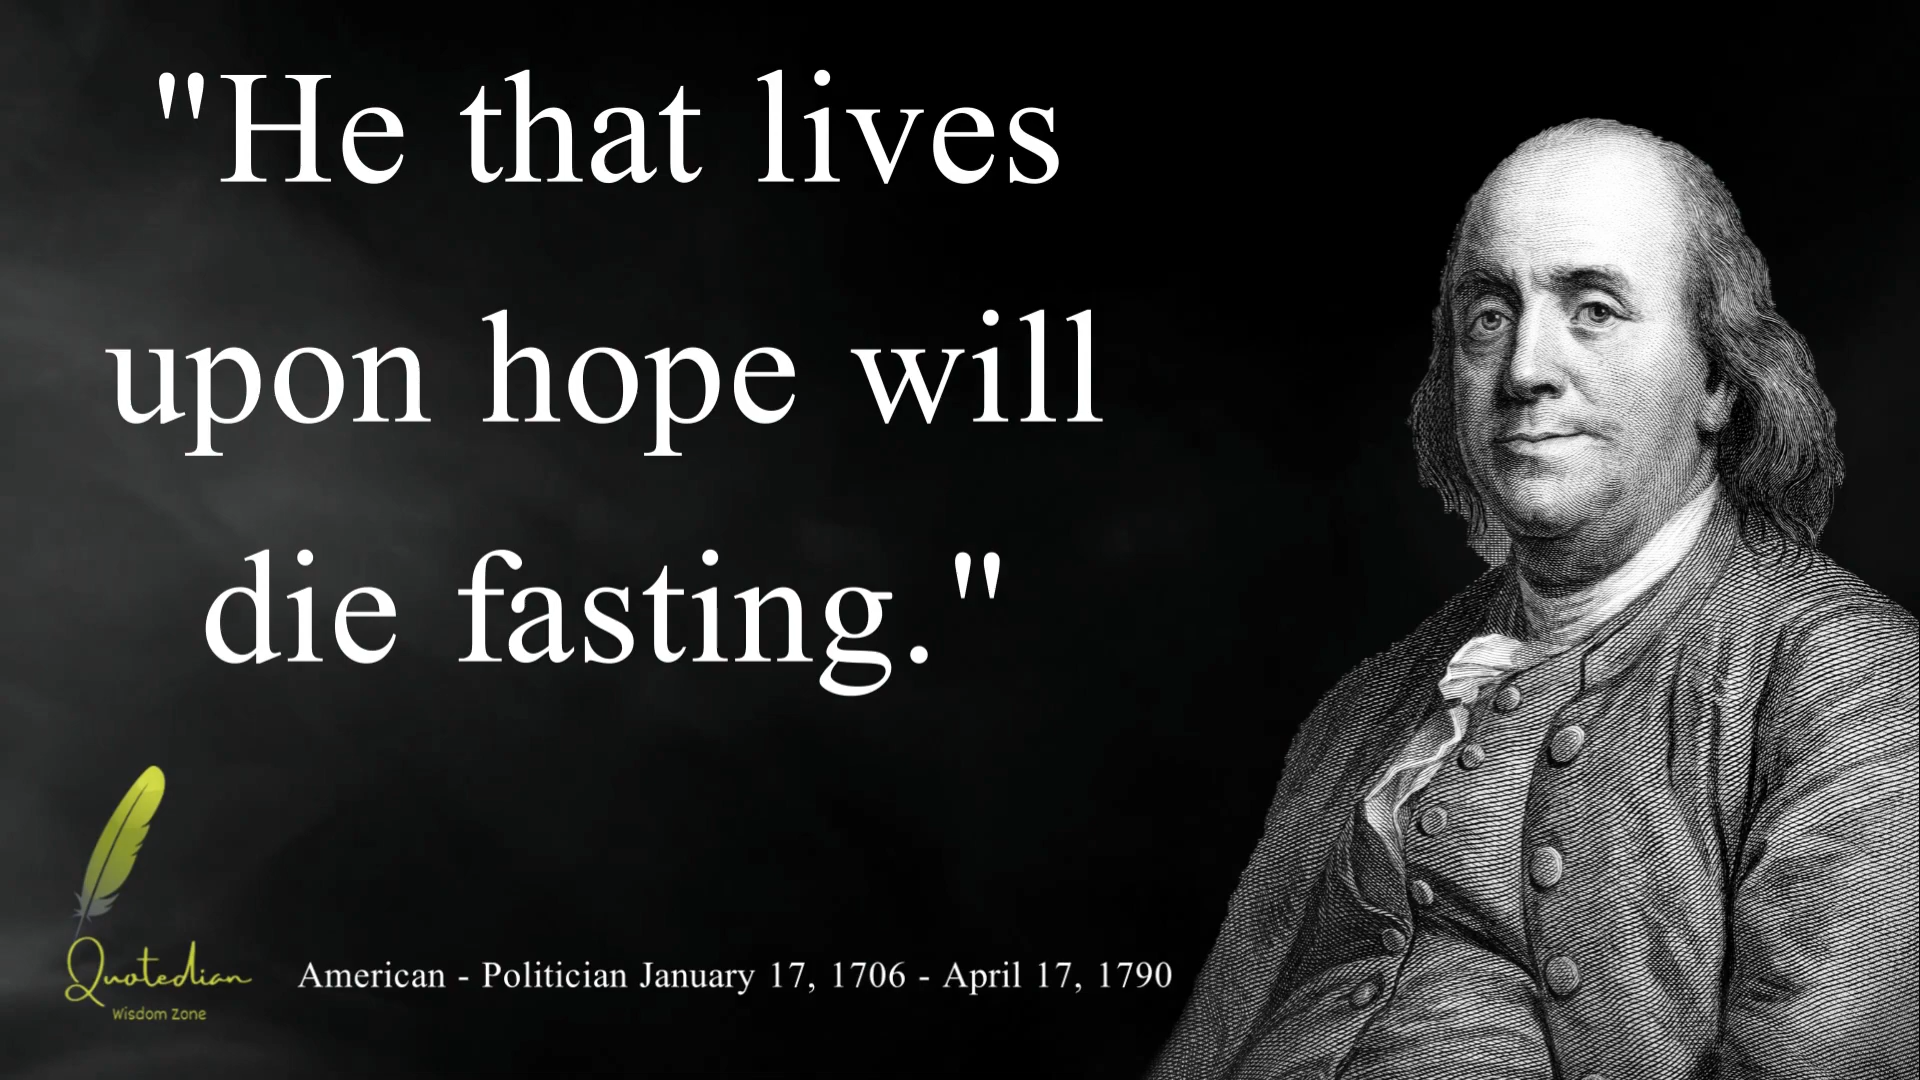 "He that lives
upon hope will
die fasting."
Quotedian
Wisdom Zone
American - Politician January 17, 1706 - April 17, 1790